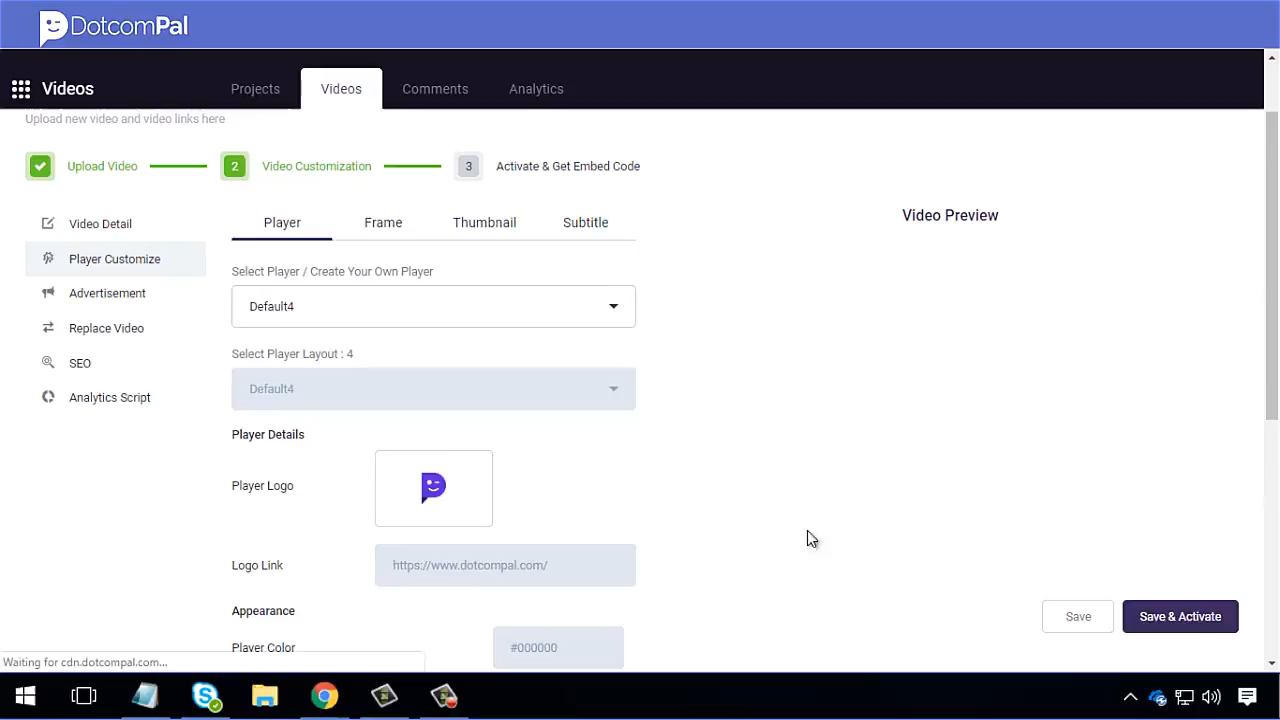 DotcomPal
Videos
Projects
Videos
Comments
Analytics
Upload new video and video links here
Upload Video
2
Video Customization
3
Activate & Get Embed Code
Video Detail
Player Customize
Advertisement
Replace Video
SEO
Analytics Script
Player
Frame
Thumbnail
Subtitle
Select Player / Create Your Own Player
Default4
Select Player Layout : 4
Default4
Player Details
Player Logo
Logo Link
https://www.dotcompal.com/
Appearance
Player Color
#000000
Video Preview
Save
Save & Activate
Waiting for cdn.dotcompal.com...